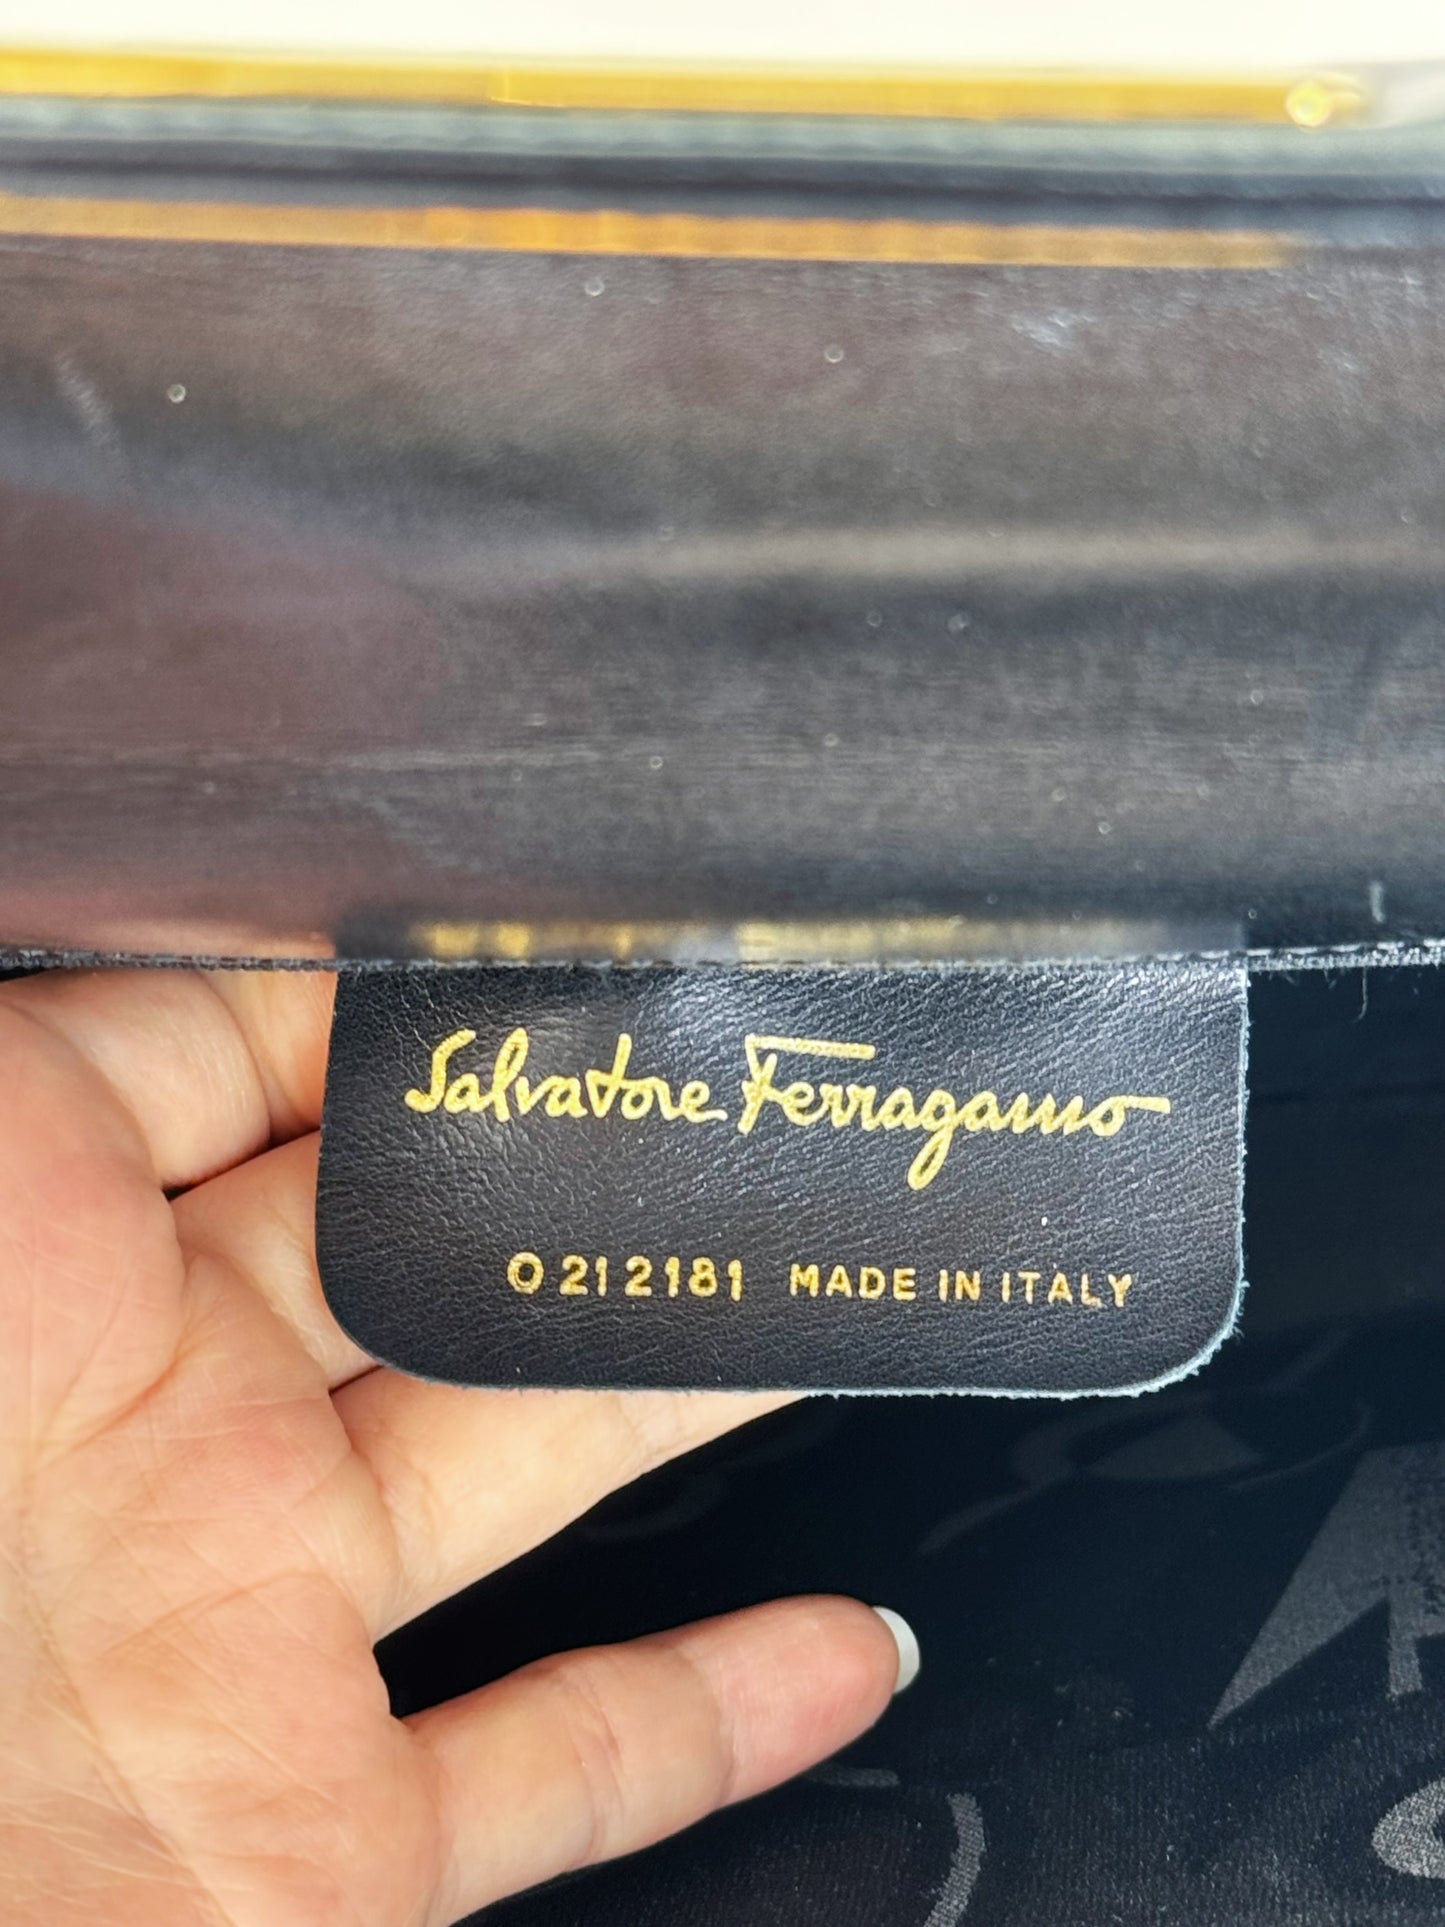 Salvatore Ferragamo
O 21 2181 MADE IN ITALY